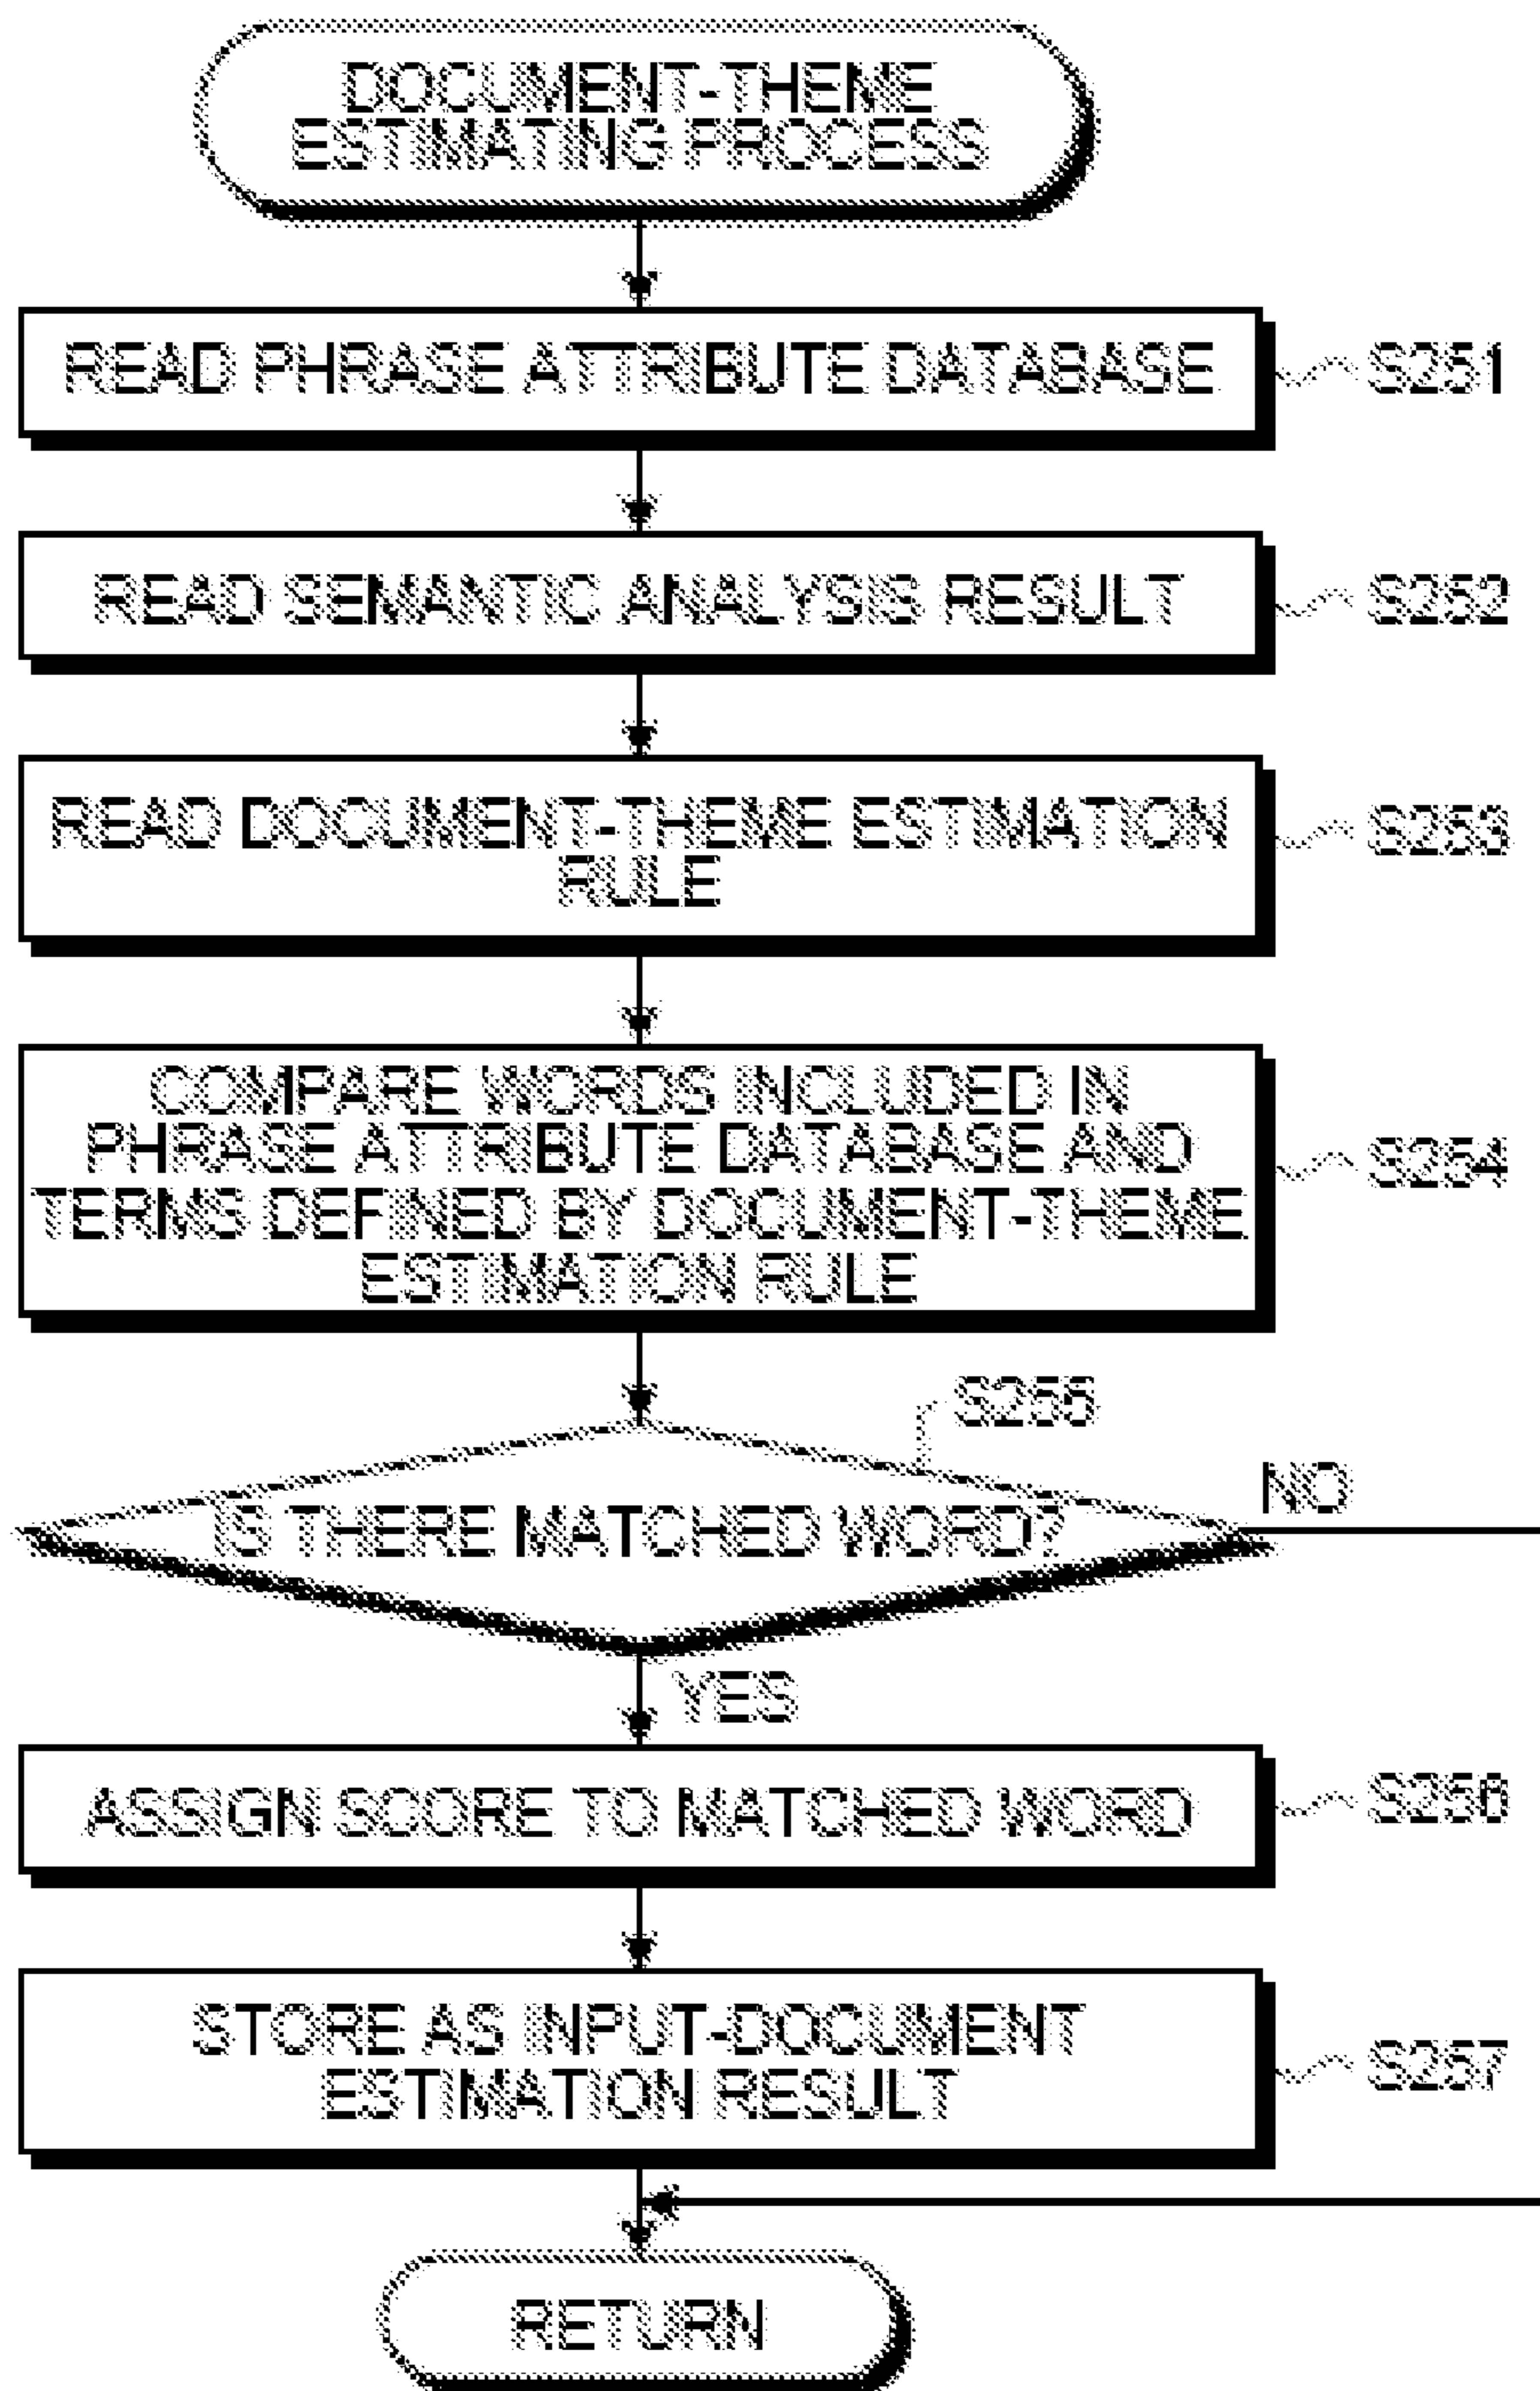 DOCUMENT-THEME
ESTIMATING PROCESS
READ PHRASE ATTRIBUTE DATABASE
S251
READ SEMANTIC ANALYSIS RESULT
S252
READ DOCUMENT-THEME ESTIMATION
RULE
S253
COMPARE WORDS INCLUDED IN
PHRASE ATTRIBUTE DATABASE AND
TERMS DEFINED BY DOCUMENT-THEME
ESTIMATION RULE
S254
S255
IS THERE MATCHED WORD?
NO
YES
ASSIGN SCORE TO MATCHED WORD
S256
STORE AS INPUT-DOCUMENT
ESTIMATION RESULT
S257
RETURN